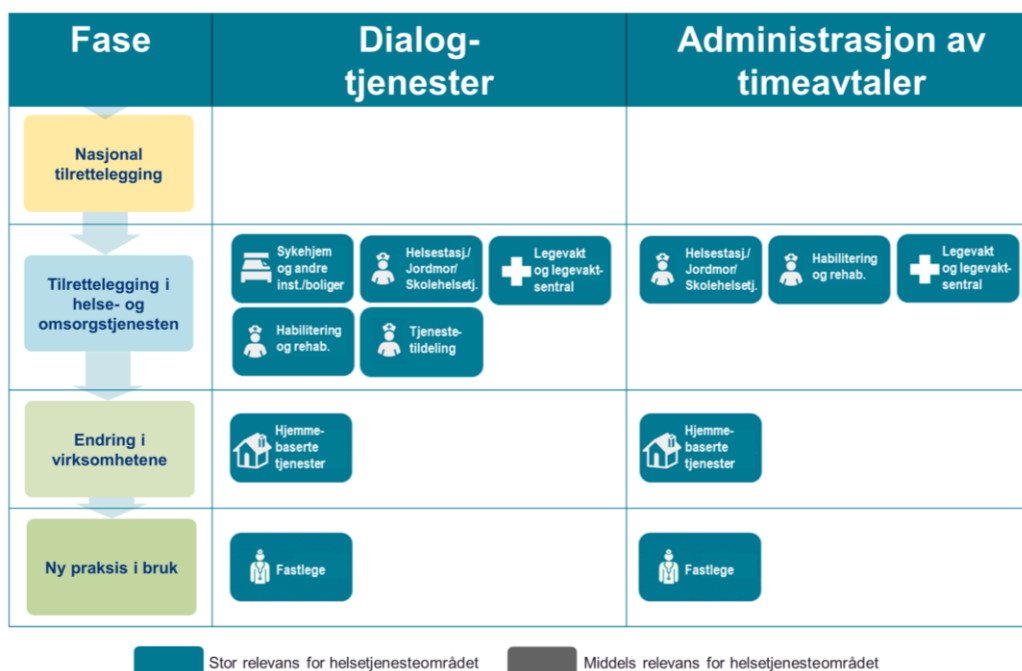 Fase
Dialog-
tjenester
Administrasjon av
timeavtaler
Nasjonal
tilrettelegging
Tilrettelegging i
helse- og
omsorgstjenesten
Sykehjem
og andre
inst./boliger
Helsestasj./
Jordmor/
Skolehelsetj.
Legevakt
og legevakt-
sentral
Habilitering
og rehab.
Tjeneste-
tildeling
Helsestasj./
Jordmor/
Skolehelsetj.
Habilitering
og rehab.
Legevakt
og legevakt-
sentral
Endring i
virksomhetene
Hjemme-
baserte
tjenester
Hjemme-
baserte
tjenester
Ny praksis i bruk
Fastlege
Fastlege
Stor relevans for helsetjenesteområdet
Middels relevans for helsetjenesteområdet